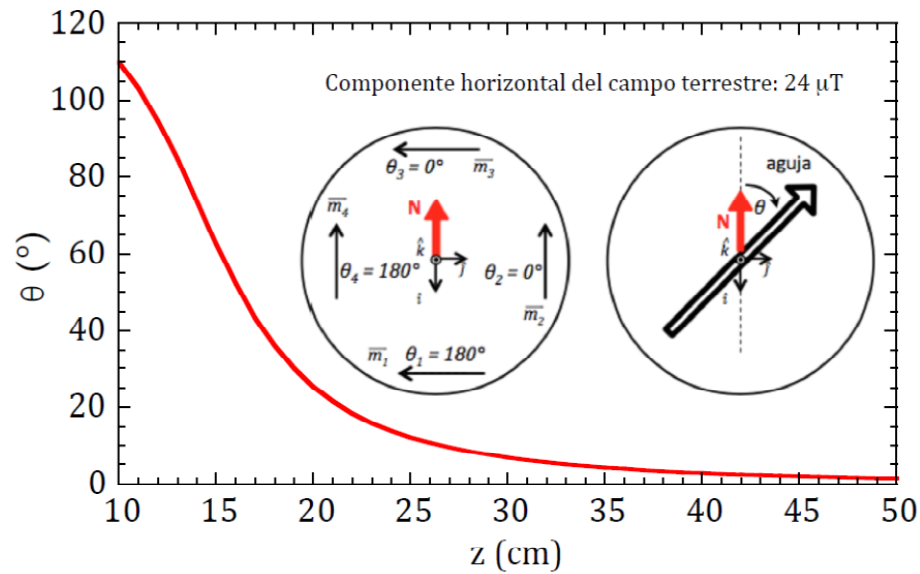 Componente horizontal del campo terrestre: 24 μT
θ (°)
120
100
80
60
40
20
0
θ₃ = 0°
m₃
m₄
N
k̂
j
i
θ₄ = 180°
θ₂ = 0°
m₂
m₁
θ₁ = 180°
aguja
θ
N
k̂
j
i
10 15 20 25 30 35 40 45 50
z (cm)